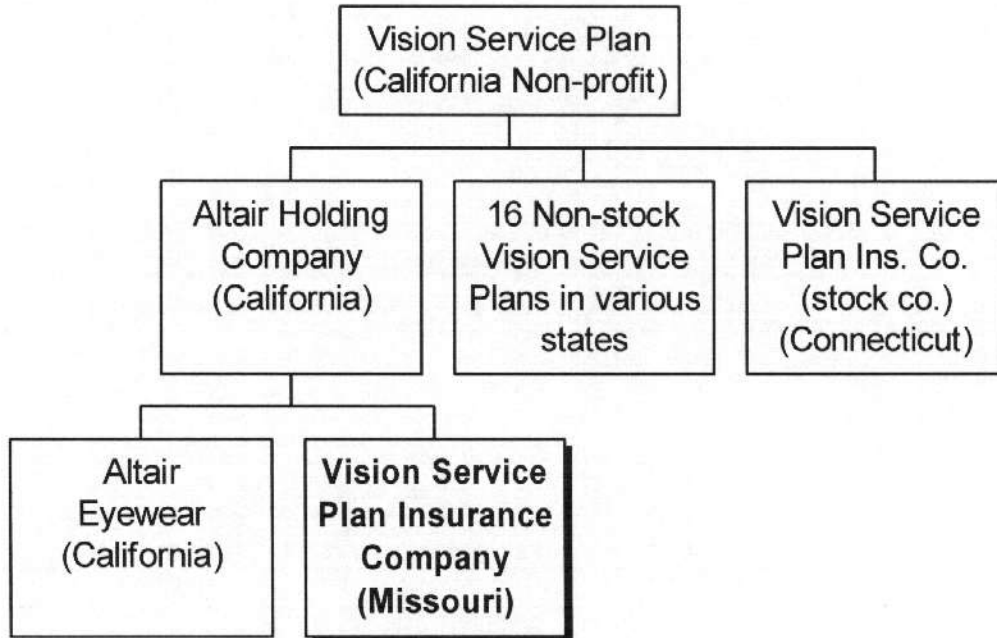 Vision Service Plan
(California Non-profit)
Altair Holding
Company
(California)
16 Non-stock
Vision Service
Plans in various
states
Vision Service
Plan Ins. Co.
(stock co.)
(Connecticut)
Altair
Eyewear
(California)
Vision Service
Plan Insurance
Company
(Missouri)